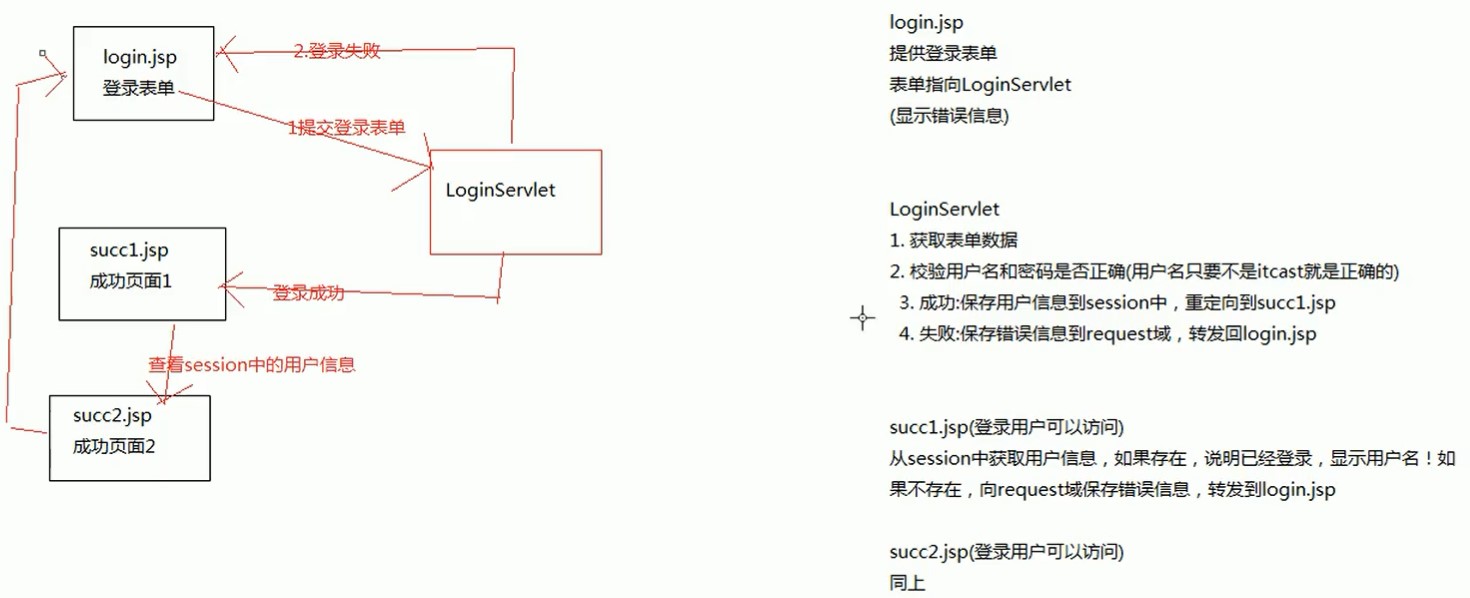 login.jsp
登录表单
2.登录失败
1提交登录表单
LoginServlet
succ1.jsp
成功页面1
登录成功
查看session中的用户信息
succ2.jsp
成功页面2
login.jsp
提供登录表单
表单指向LoginServlet
(显示错误信息)
LoginServlet
1. 获取表单数据
2. 校验用户名和密码是否正确(用户名只要不是itcast就是正确的)
3. 成功:保存用户信息到session中，重定向到succ1.jsp
4. 失败:保存错误信息到request域，转发回login.jsp
succ1.jsp(登录用户可以访问)
从session中获取用户信息，如果存在，说明已经登录，显示用户名！如
果不存在，向request域保存错误信息，转发到login.jsp
succ2.jsp(登录用户可以访问)
同上